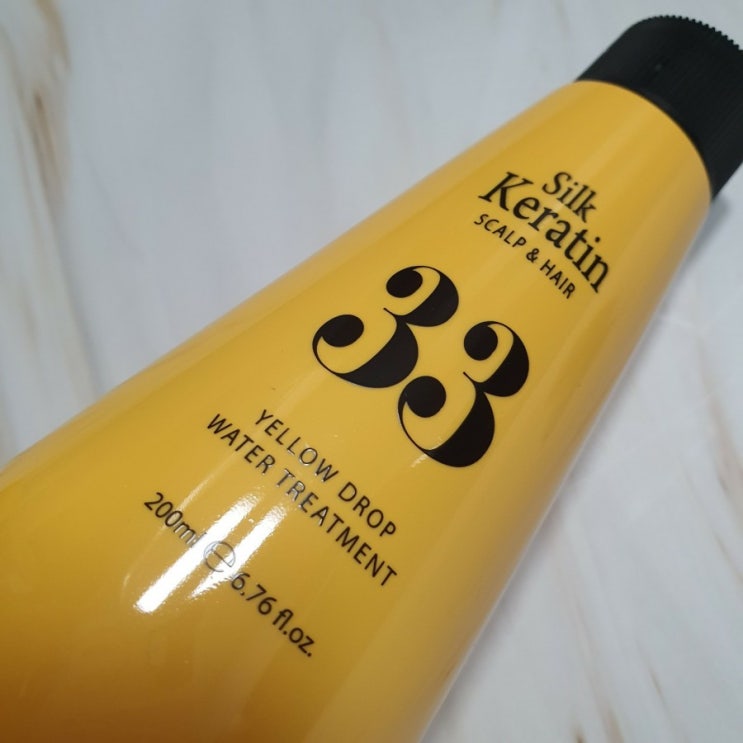 Silk
Keratin
SCALP & HAIR
33
YELLOW DROP
WATER TREATMENT
200ml ℮ 6.76 fl.oz.